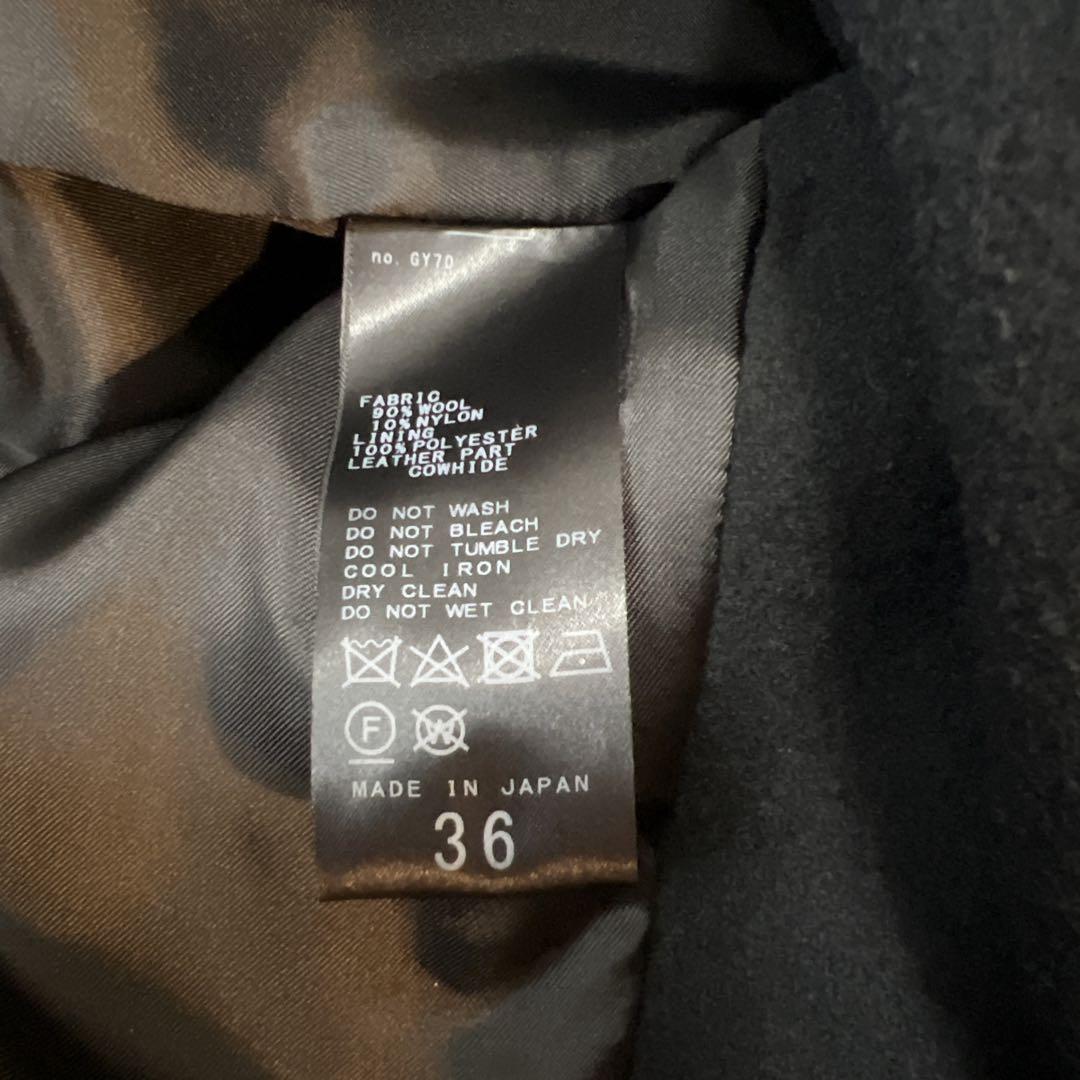 no. GY70
FABRIC
90% WOOL
10% NYLON
LINING
100% POLYESTER
LEATHER PART
COWHIDE
DO NOT WASH
DO NOT BLEACH
DO NOT TUMBLE DRY
COOL IRON
DRY CLEAN
DO NOT WET CLEAN
F W
MADE IN JAPAN
36